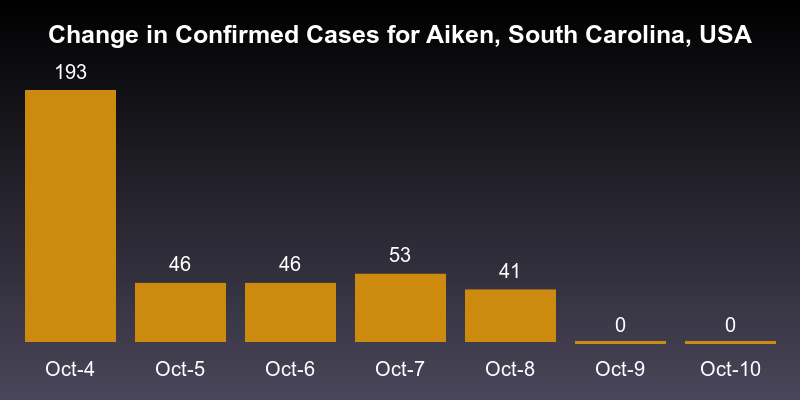 Change in Confirmed Cases for Aiken, South Carolina, USA
193
46
46
53
41
0
0
Oct-4
Oct-5
Oct-6
Oct-7
Oct-8
Oct-9
Oct-10